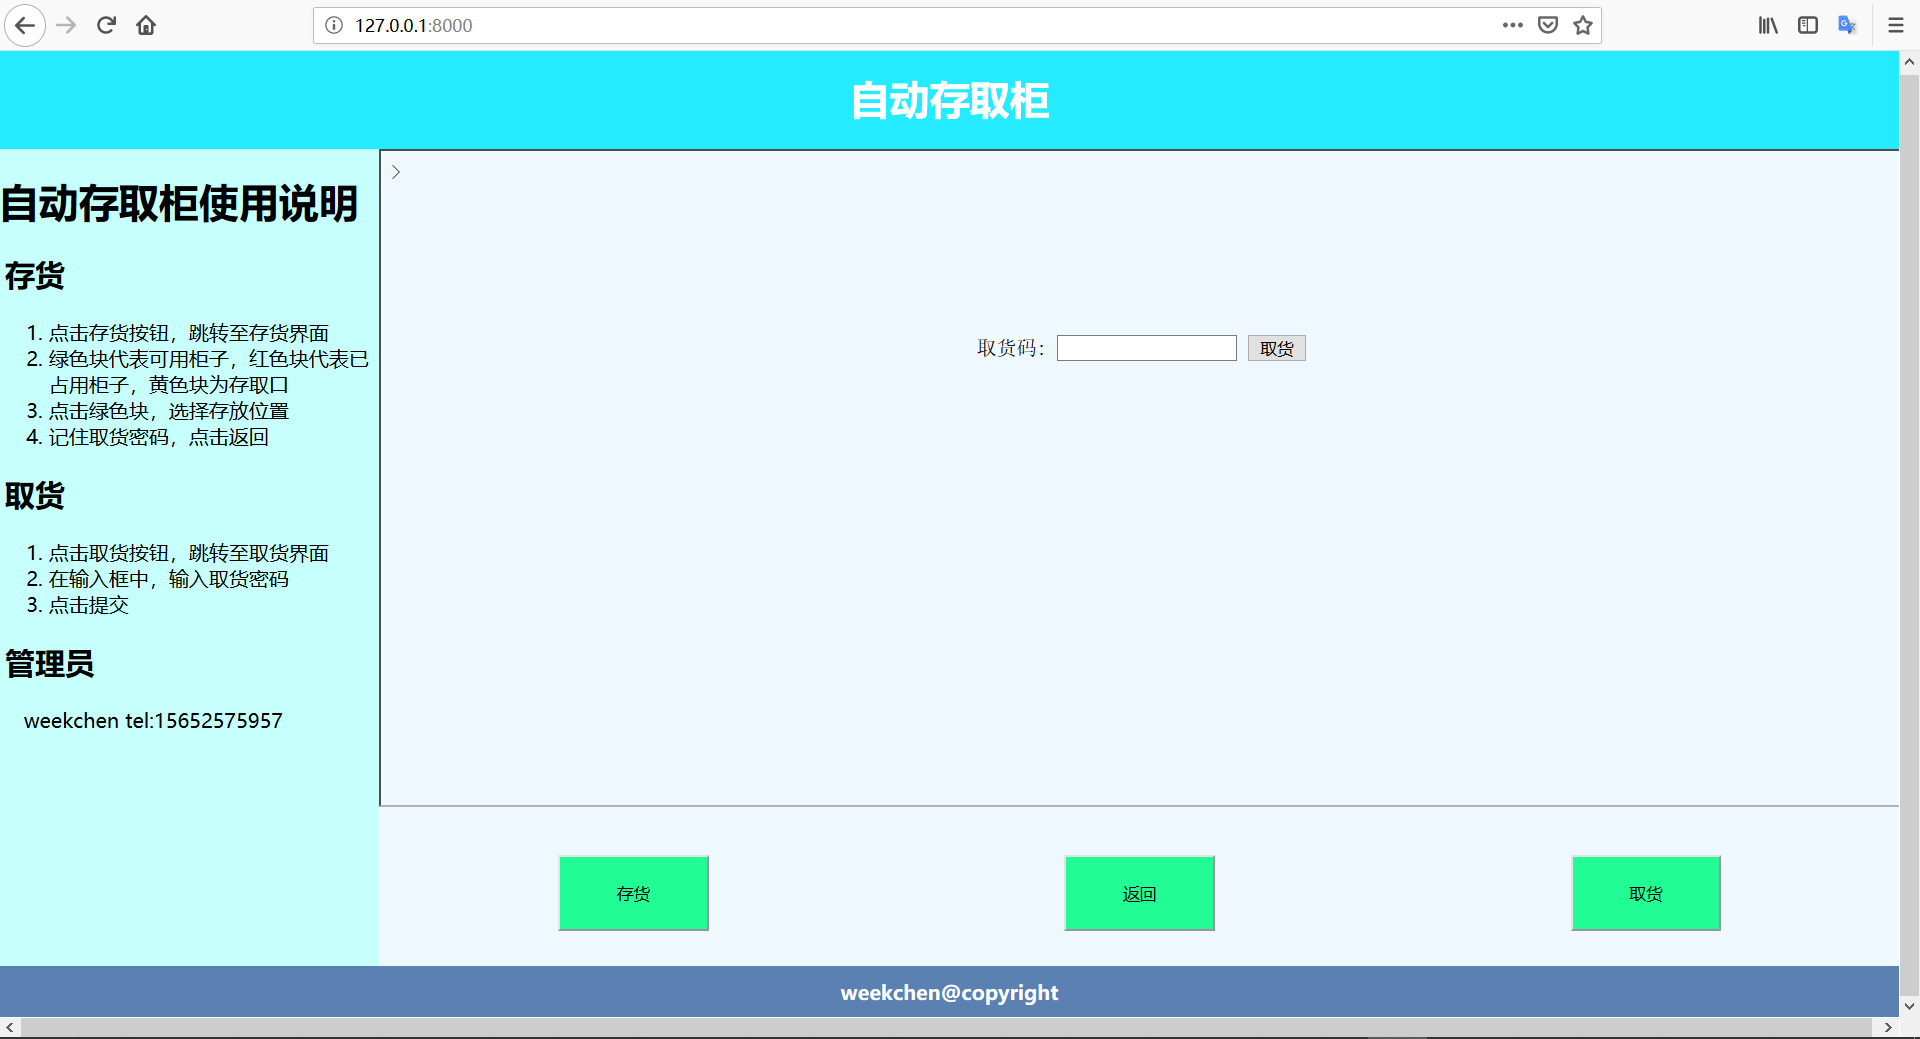 127.0.0.1:8000
自动存取柜
自动存取柜使用说明
存货
1. 点击存货按钮，跳转至存货界面
2. 绿色块代表可用柜子，红色块代表已
占用柜子，黄色块为存取口
3. 点击绿色块，选择存放位置
4. 记住取货密码，点击返回
取货
1. 点击取货按钮，跳转至取货界面
2. 在输入框中，输入取货密码
3. 点击提交
管理员
weekchen tel:15652575957
>
取货码： 取货
存货 返回 取货
weekchen@copyright